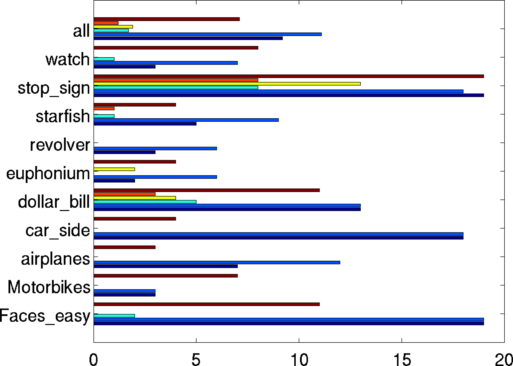 all
watch
stop_sign
starfish
revolver
euphonium
dollar_bill
car_side
airplanes
Motorbikes
Faces_easy
0 5 10 15 20